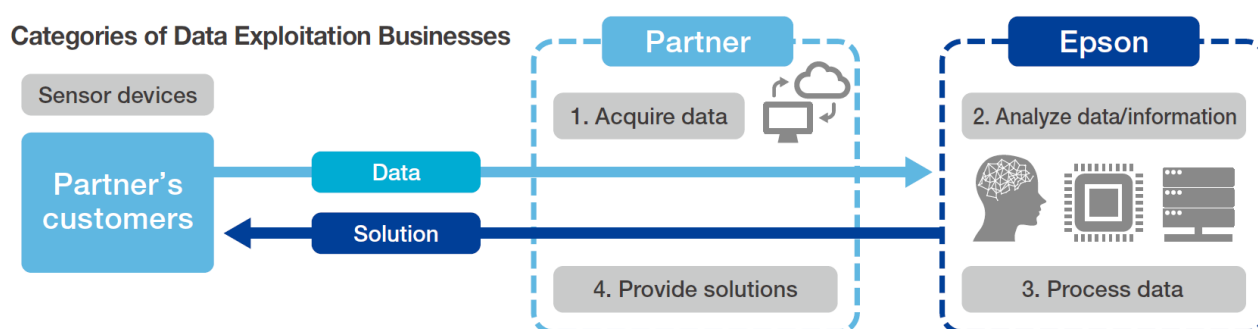 Categories of Data Exploitation Businesses
Partner
Epson
Sensor devices
1. Acquire data
2. Analyze data/information
Partner's
customers
Data
Solution
4. Provide solutions
3. Process data